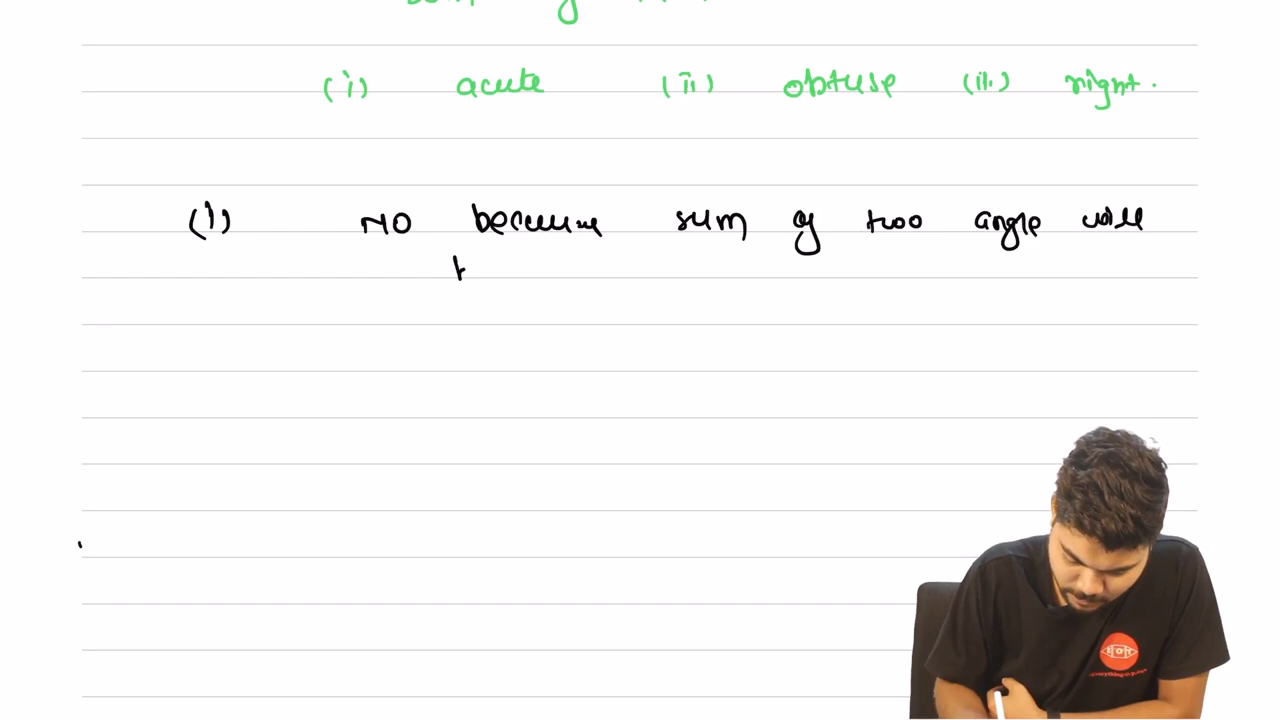 (i) acute (ii) obtuse (iii) right.
(i) NO because sum of two angle will